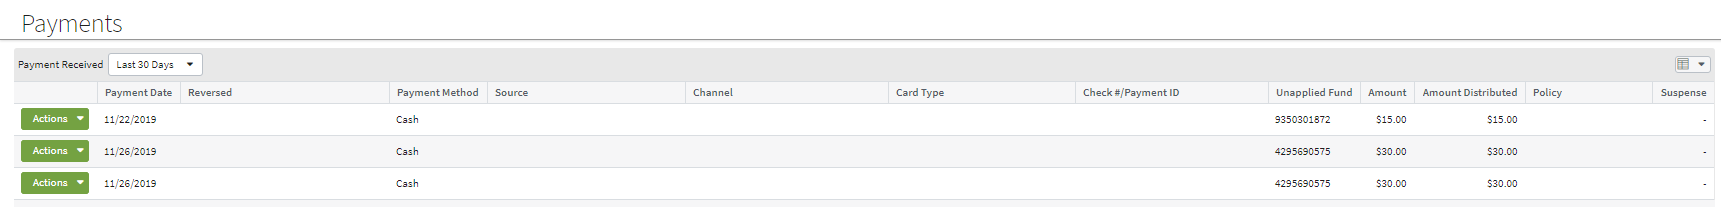 Payments
Payment Received Last 30 Days
Payment Date Reversed Payment Method Source Channel Card Type Check #/Payment ID Unapplied Fund Amount Amount Distributed Policy Suspense
Actions 11/22/2019 Cash 9350301872 $15.00 $15.00 -
Actions 11/26/2019 Cash 4295690575 $30.00 $30.00 -
Actions 11/26/2019 Cash 4295690575 $30.00 $30.00 -